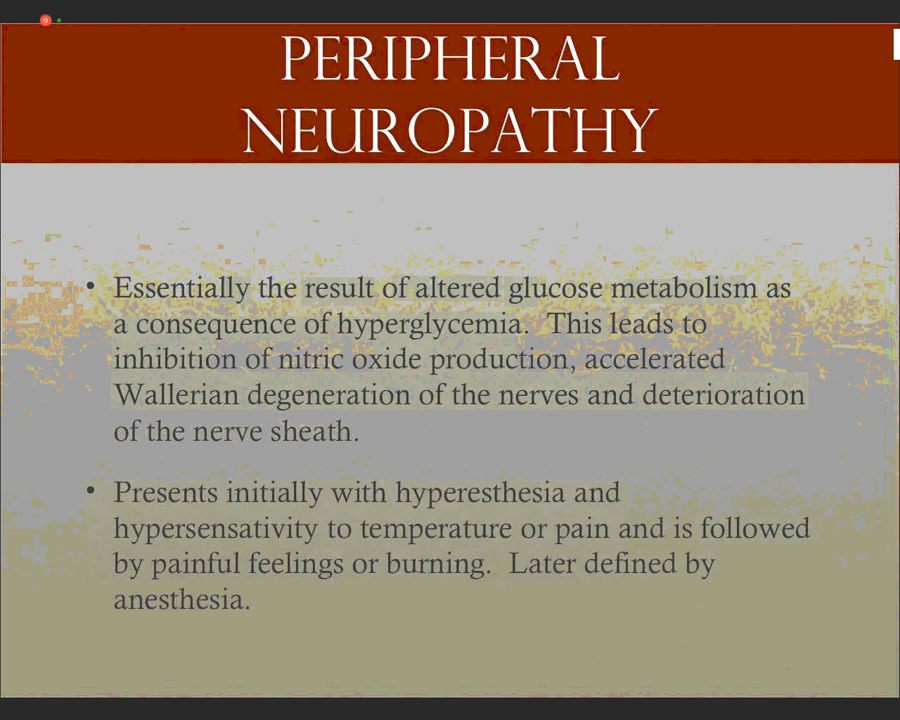 PERIPHERAL
NEUROPATHY
• Essentially the result of altered glucose metabolism as
a consequence of hyperglycemia.  This leads to
inhibition of nitric oxide production, accelerated
Wallerian degeneration of the nerves and deterioration
of the nerve sheath.
• Presents initially with hyperesthesia and
hypersensativity to temperature or pain and is followed
by painful feelings or burning.  Later defined by
anesthesia.